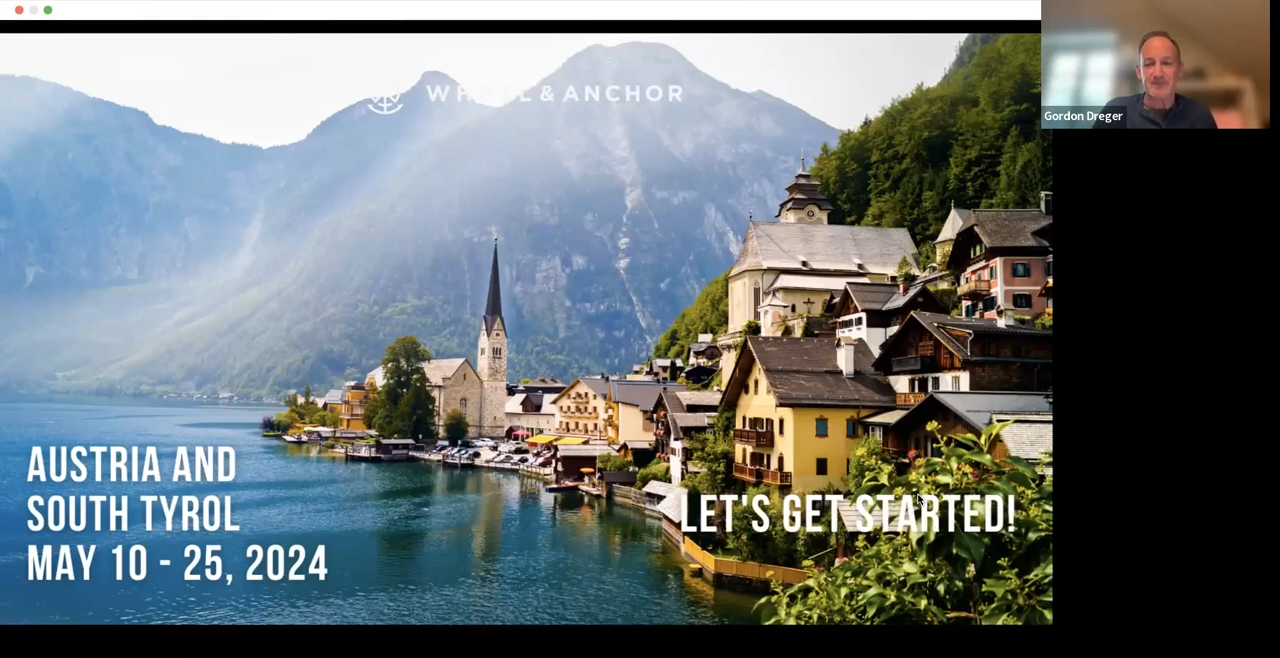 WHEEL & ANCHOR
Gordon Dreger
AUSTRIA AND
SOUTH TYROL
MAY 10 - 25, 2024
LET'S GET STARTED!